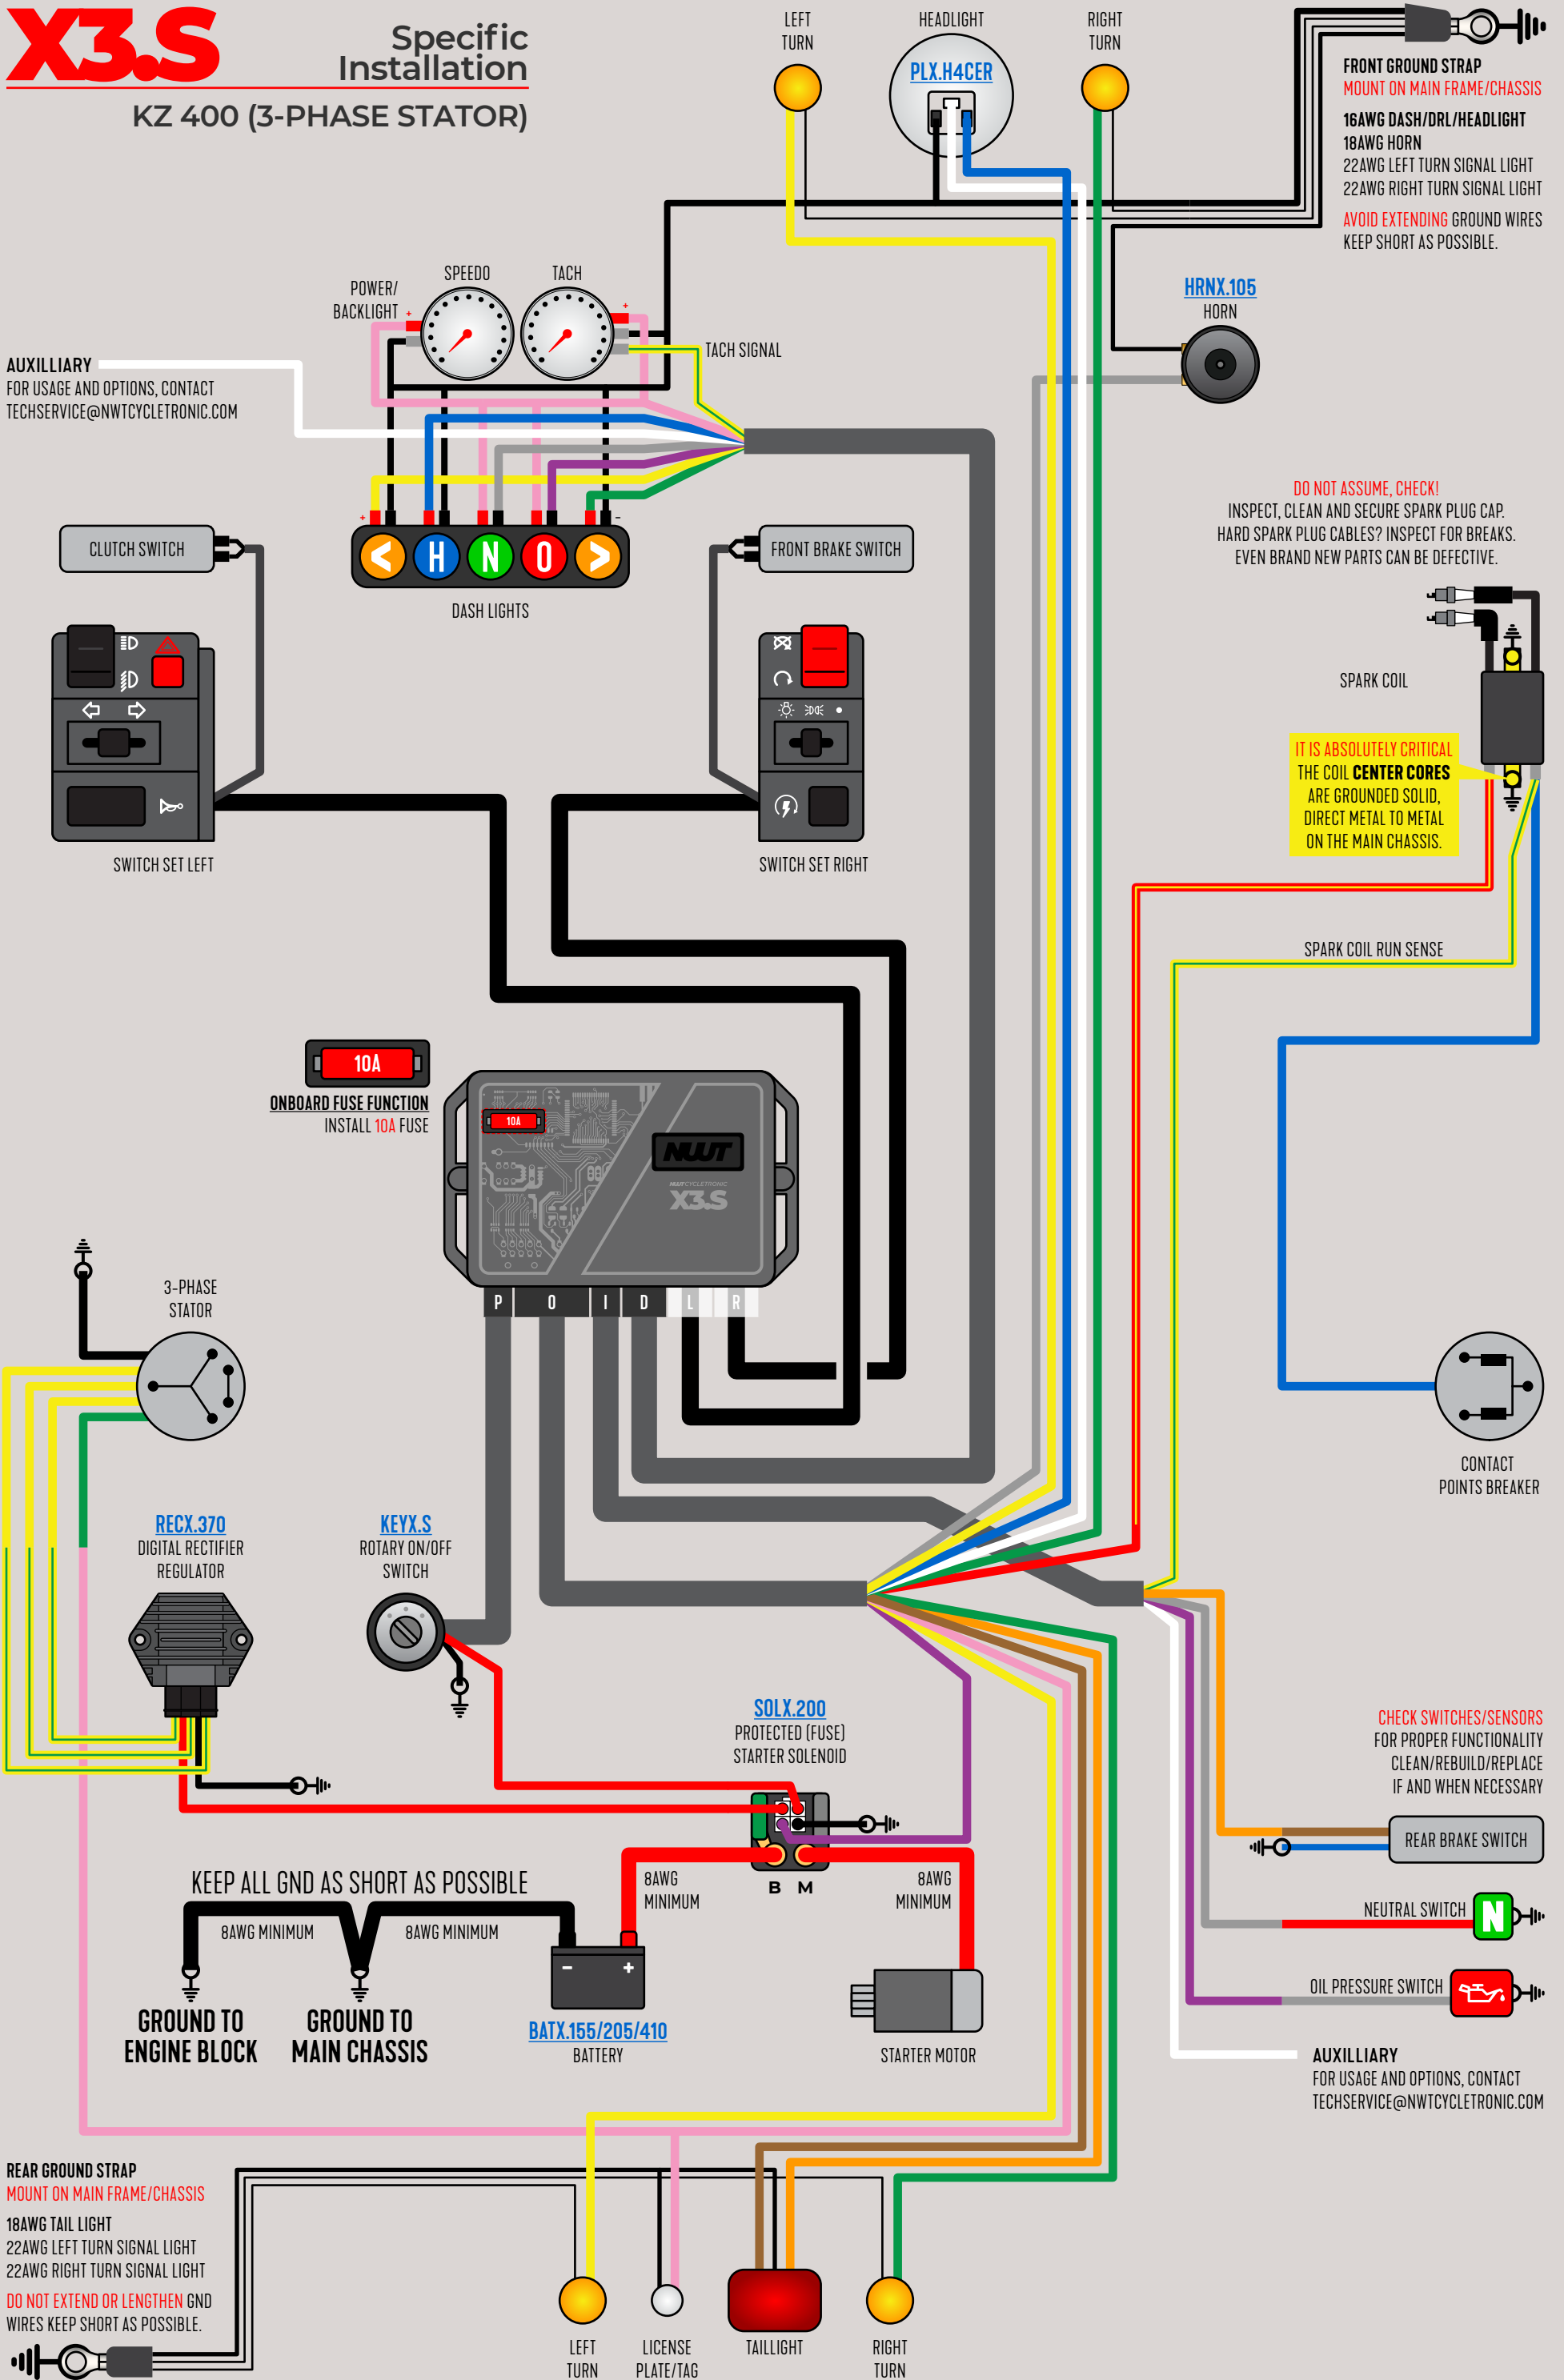 X3.S
Specific
Installation
KZ 400 (3-PHASE STATOR)
LEFT
TURN
HEADLIGHT
PLX.H4CER
RIGHT
TURN
FRONT GROUND STRAP
MOUNT ON MAIN FRAME/CHASSIS
16AWG DASH/DRL/HEADLIGHT
18AWG HORN
22AWG LEFT TURN SIGNAL LIGHT
22AWG RIGHT TURN SIGNAL LIGHT
AVOID EXTENDING GROUND WIRES
KEEP SHORT AS POSSIBLE.
SPEEDO
TACH
POWER/
BACKLIGHT
+
+
TACH SIGNAL
HRNX.105
HORN
AUXILLIARY
FOR USAGE AND OPTIONS, CONTACT
TECHSERVICE@NWTCYCLETRONIC.COM
+
-
< H N O >
DASH LIGHTS
CLUTCH SWITCH
FRONT BRAKE SWITCH
DO NOT ASSUME, CHECK!
INSPECT, CLEAN AND SECURE SPARK PLUG CAP.
HARD SPARK PLUG CABLES? INSPECT FOR BREAKS.
EVEN BRAND NEW PARTS CAN BE DEFECTIVE.
SPARK COIL
IT IS ABSOLUTELY CRITICAL
THE COIL CENTER CORES
ARE GROUNDED SOLID,
DIRECT METAL TO METAL
ON THE MAIN CHASSIS.
SWITCH SET LEFT
SWITCH SET RIGHT
SPARK COIL RUN SENSE
10A
ONBOARD FUSE FUNCTION
INSTALL 10A FUSE
10A
NWT
NWTCYCLETRONIC
X3.S
P O I D L R
3-PHASE
STATOR
CONTACT
POINTS BREAKER
RECX.370
DIGITAL RECTIFIER
REGULATOR
KEYX.S
ROTARY ON/OFF
SWITCH
SOLX.200
PROTECTED (FUSE)
STARTER SOLENOID
B M
CHECK SWITCHES/SENSORS
FOR PROPER FUNCTIONALITY
CLEAN/REBUILD/REPLACE
IF AND WHEN NECESSARY
REAR BRAKE SWITCH
NEUTRAL SWITCH
N
OIL PRESSURE SWITCH
AUXILLIARY
FOR USAGE AND OPTIONS, CONTACT
TECHSERVICE@NWTCYCLETRONIC.COM
KEEP ALL GND AS SHORT AS POSSIBLE
8AWG MINIMUM
8AWG MINIMUM
8AWG
MINIMUM
8AWG
MINIMUM
- +
GROUND TO
ENGINE BLOCK
GROUND TO
MAIN CHASSIS
BATX.155/205/410
BATTERY
STARTER MOTOR
REAR GROUND STRAP
MOUNT ON MAIN FRAME/CHASSIS
18AWG TAIL LIGHT
22AWG LEFT TURN SIGNAL LIGHT
22AWG RIGHT TURN SIGNAL LIGHT
DO NOT EXTEND OR LENGTHEN GND
WIRES KEEP SHORT AS POSSIBLE.
LEFT
TURN
LICENSE
PLATE/TAG
TAILLIGHT
RIGHT
TURN